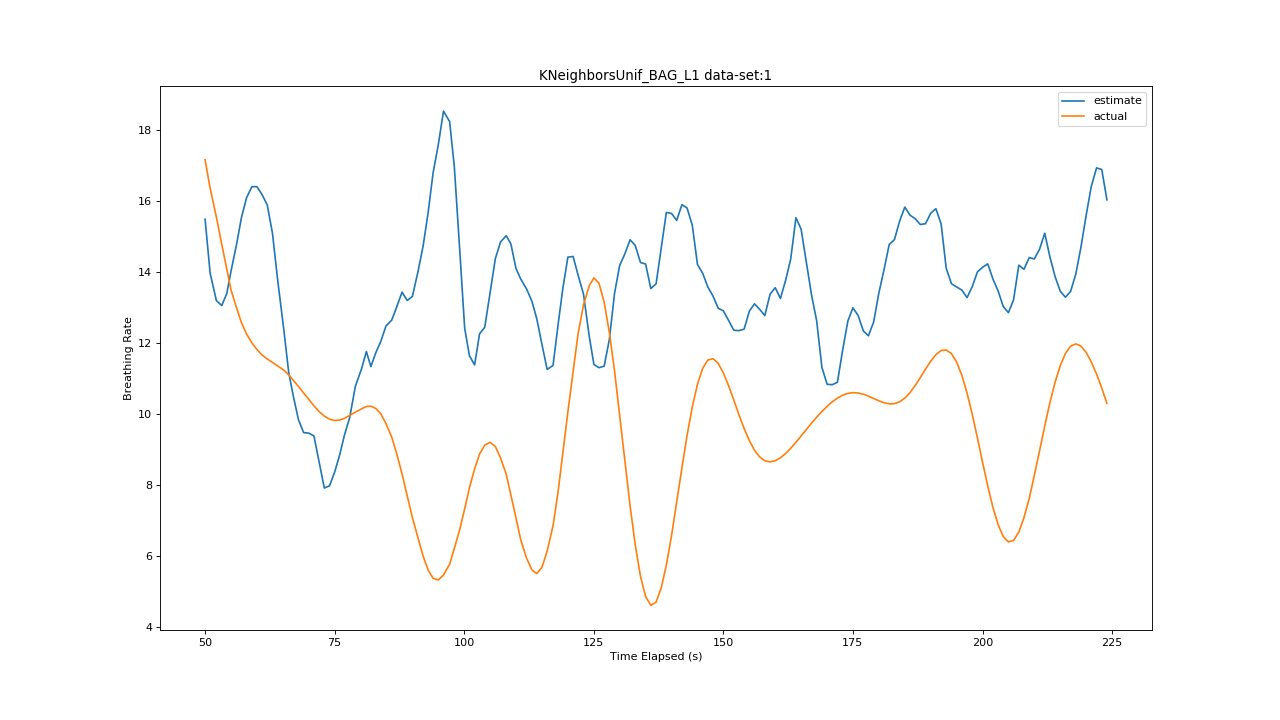 KNeighborsUnif_BAG_L1 data-set:1
estimate
actual
Breathing Rate
18
16
14
12
10
8
6
4
50 75 100 125 150 175 200 225
Time Elapsed (s)